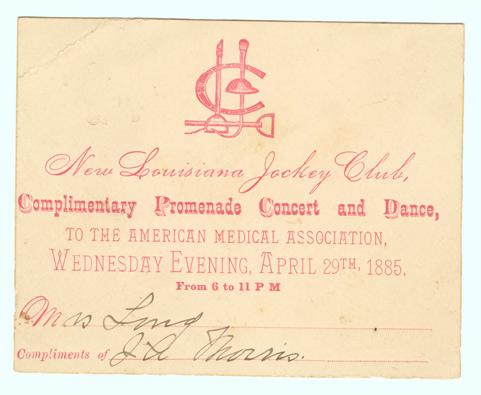 New Louisiana Jockey Club,
Complimentary Promenade Concert and Dance,
TO THE AMERICAN MEDICAL ASSOCIATION,
WEDNESDAY EVENING, APRIL 29TH, 1885.
From 6 to 11 P M
Mrs Long
Compliments of J A Morris.